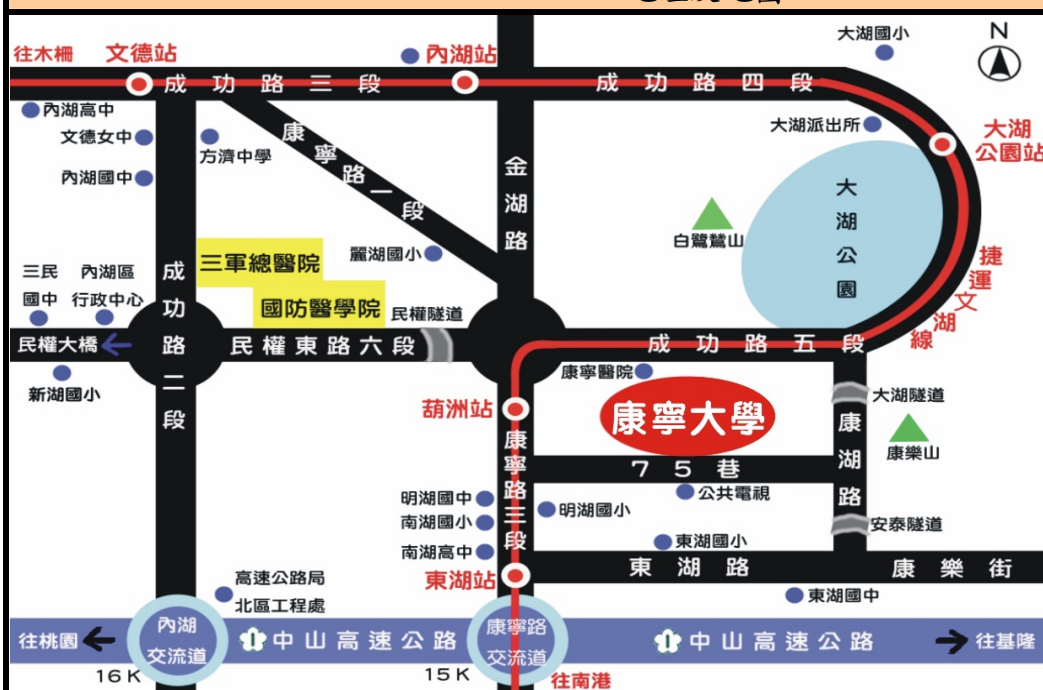 往木柵
文德站
內湖站
大湖國小
N
成功路三段
成功路四段
內湖高中
文德女中
方濟中學
內湖國中
康寧路一段
金湖路
大湖派出所
大湖
公園站
大湖公園
白鷺鷥山
麗湖國小
三軍總醫院
國防醫學院
三民
國中
內湖區
行政中心
成功路二段
民權隧道
捷運文湖線
民權大橋
民權東路六段
成功路五段
新湖國小
康寧醫院
葫洲站
康寧大學
大湖隧道
康湖路
康樂山
75巷
康寧路三段
明湖國中
公共電視
明湖國小
南湖國小
安泰隧道
南湖高中
東湖國小
東湖站
東湖路
康樂街
高速公路局
北區工程處
東湖國中
往桃園
內湖
交流道
1
中山高速公路
康寧路
交流道
1
中山高速公路
往基隆
16K
15K
往南港